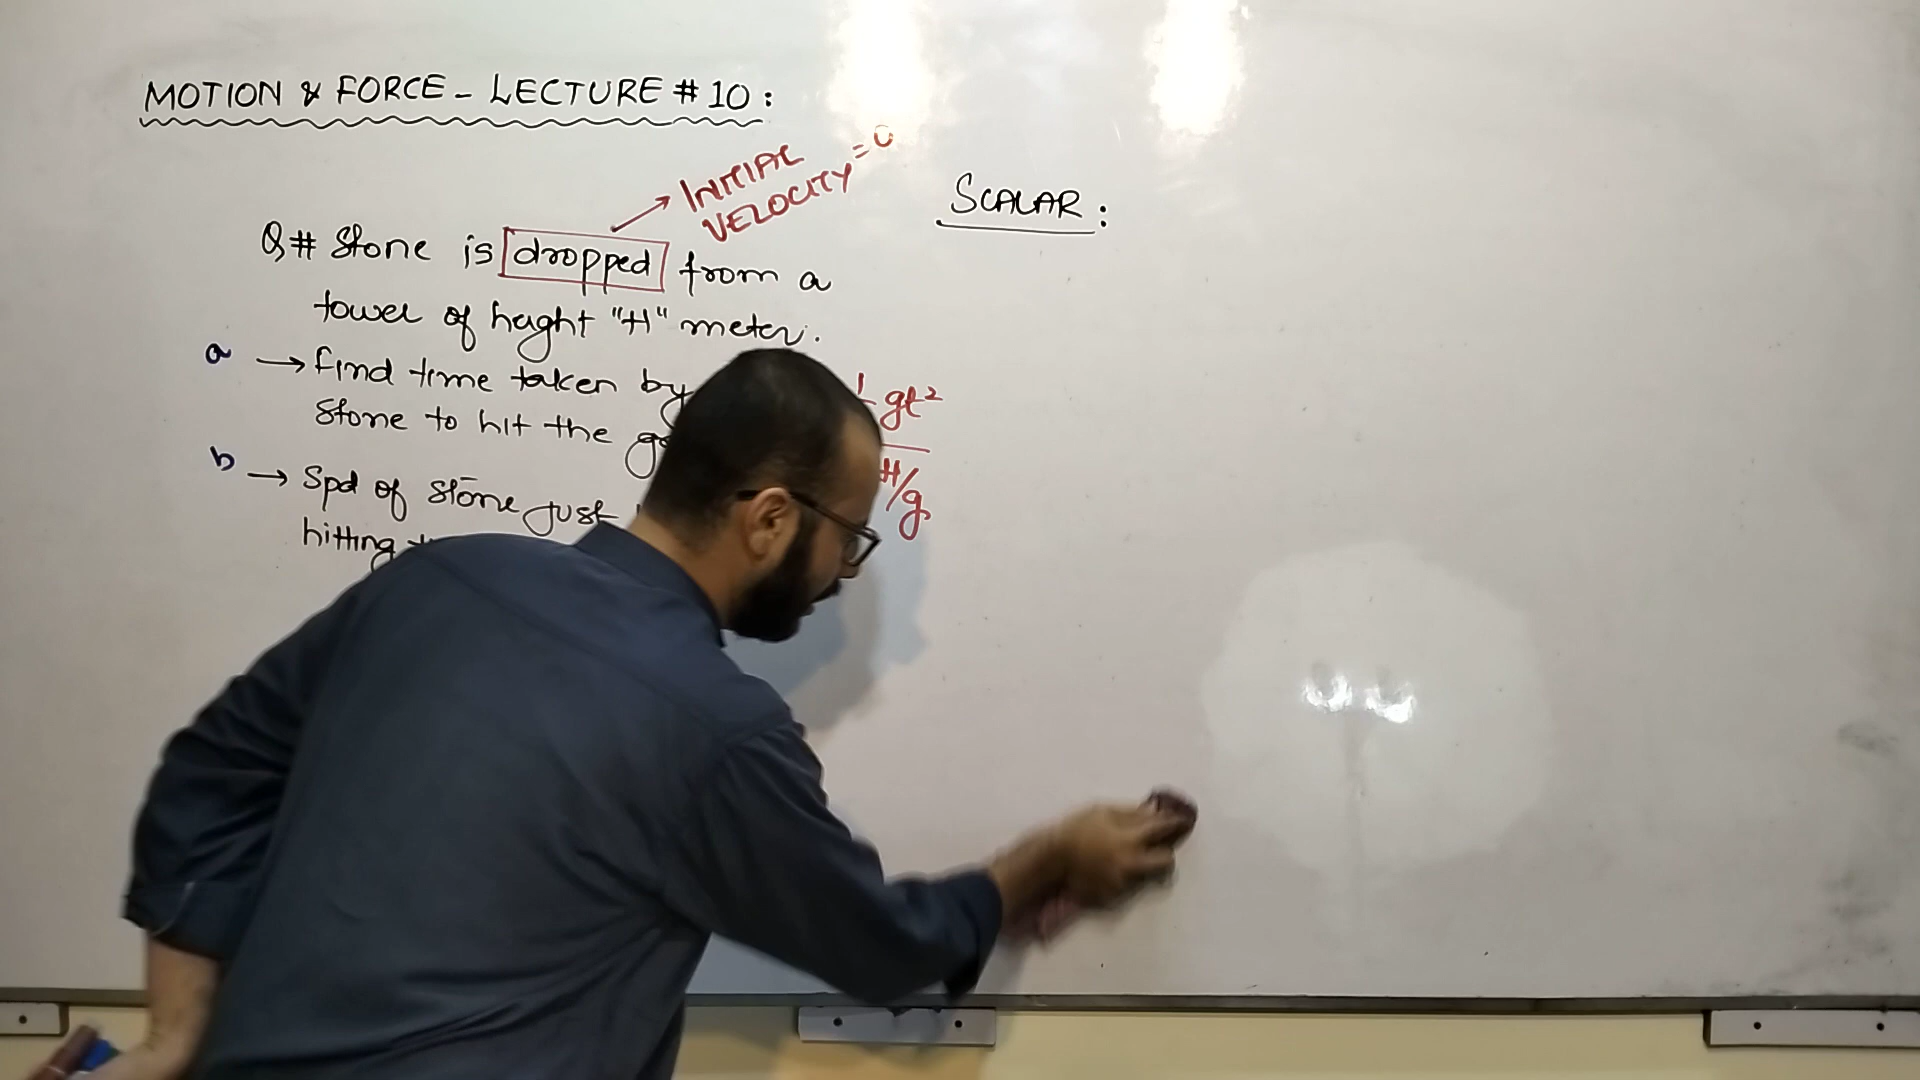 MOTION & FORCE - LECTURE # 10 :
INITIAL
VELOCITY = 0
SCALAR :
Q# Stone is dropped from a
tower of height "H" meter.
a → Find time taken by
stone to hit the
b → Spd of stone just
hitting
gt²
H/g